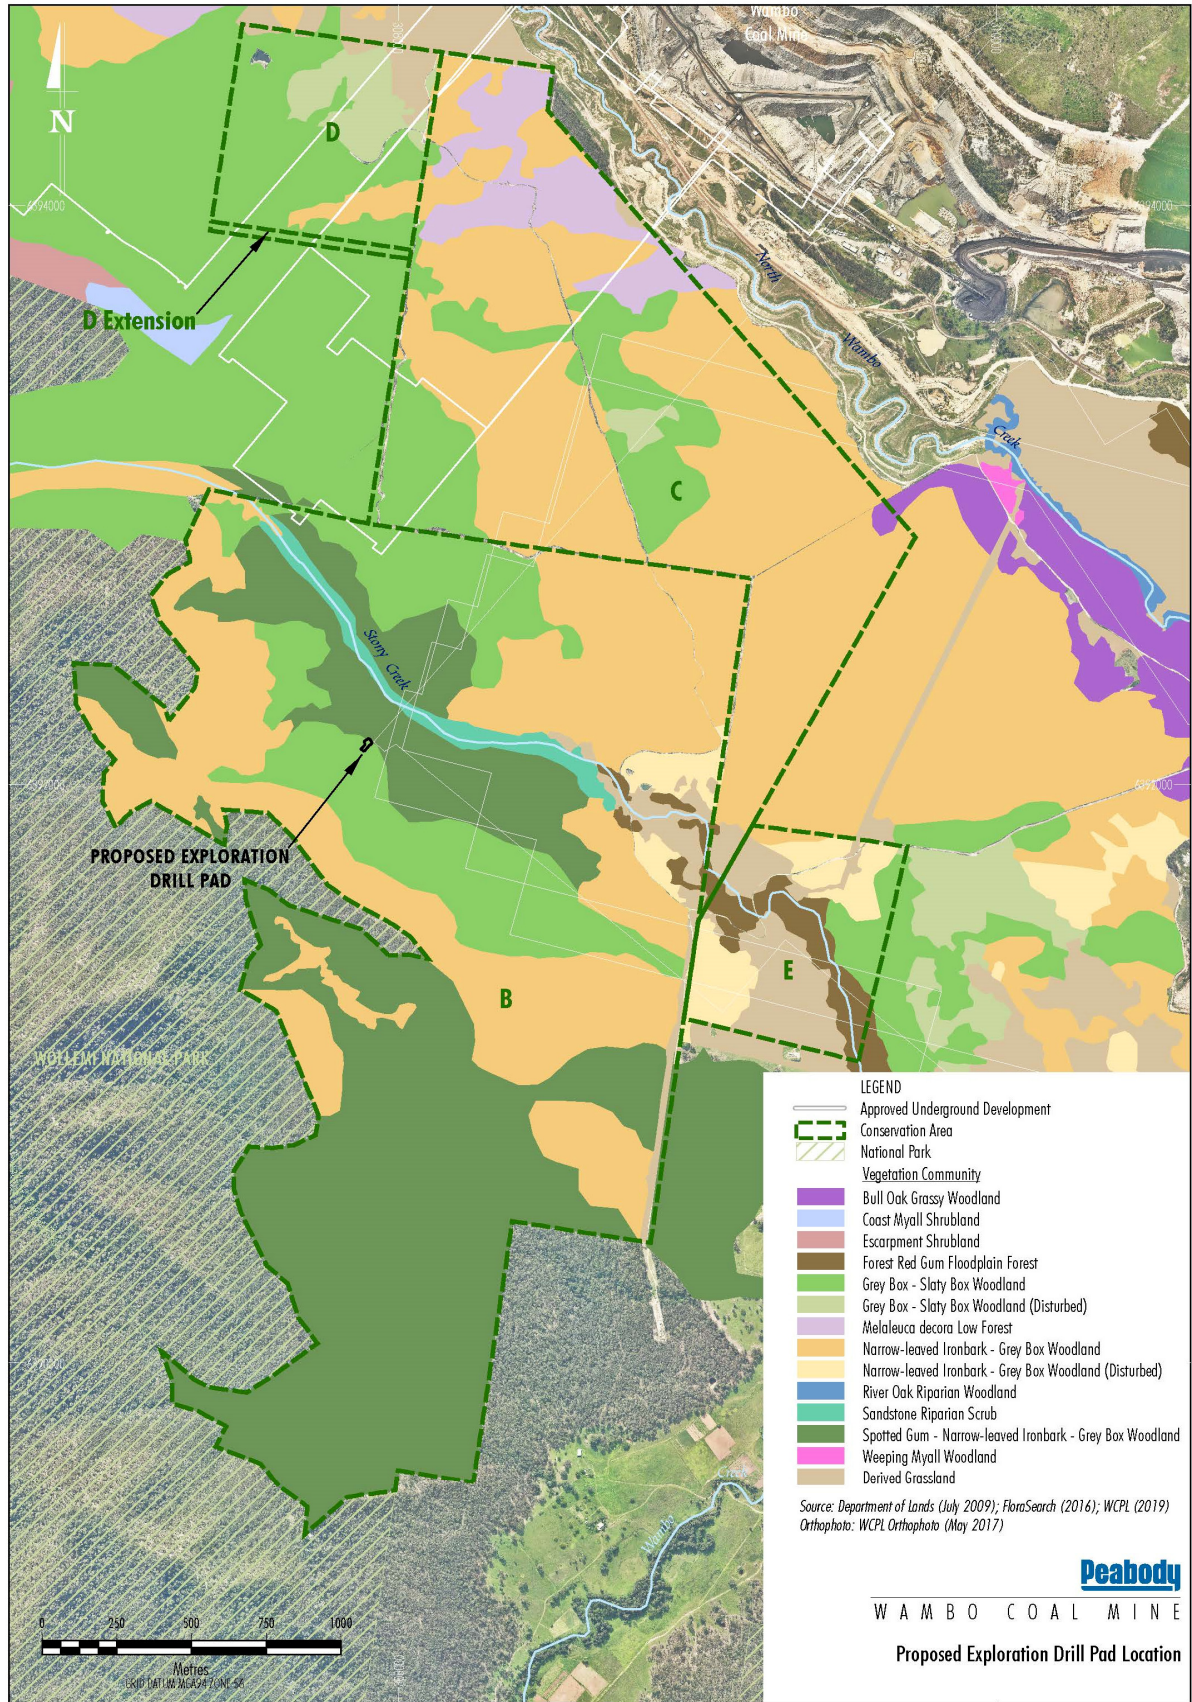 Wambo
Coal Mine
N
D
6394000
6394000
North
Wambo
Creek
D Extension
C
Stony Creek
6392000
PROPOSED EXPLORATION
DRILL PAD
B
E
WOLLEMI NATIONAL PARK
LEGEND
Approved Underground Development
Conservation Area
National Park
Vegetation Community
Bull Oak Grassy Woodland
Coast Myall Shrubland
Escarpment Shrubland
Forest Red Gum Floodplain Forest
Grey Box - Slaty Box Woodland
Grey Box - Slaty Box Woodland (Disturbed)
Melaleuca decora Low Forest
Narrow-leaved Ironbark - Grey Box Woodland
Narrow-leaved Ironbark - Grey Box Woodland (Disturbed)
River Oak Riparian Woodland
Sandstone Riparian Scrub
Spotted Gum - Narrow-leaved Ironbark - Grey Box Woodland
Weeping Myall Woodland
Derived Grassland
Source: Department of Lands (July 2009); FloraSearch (2016); WCPL (2019)
Orthophoto: WCPL Orthophoto (May 2017)
Wambo
Creek
Peabody
WAMBO COAL MINE
Proposed Exploration Drill Pad Location
0 250 500 750 1000
Metres
GRID DATUM MGA94 ZONE 56